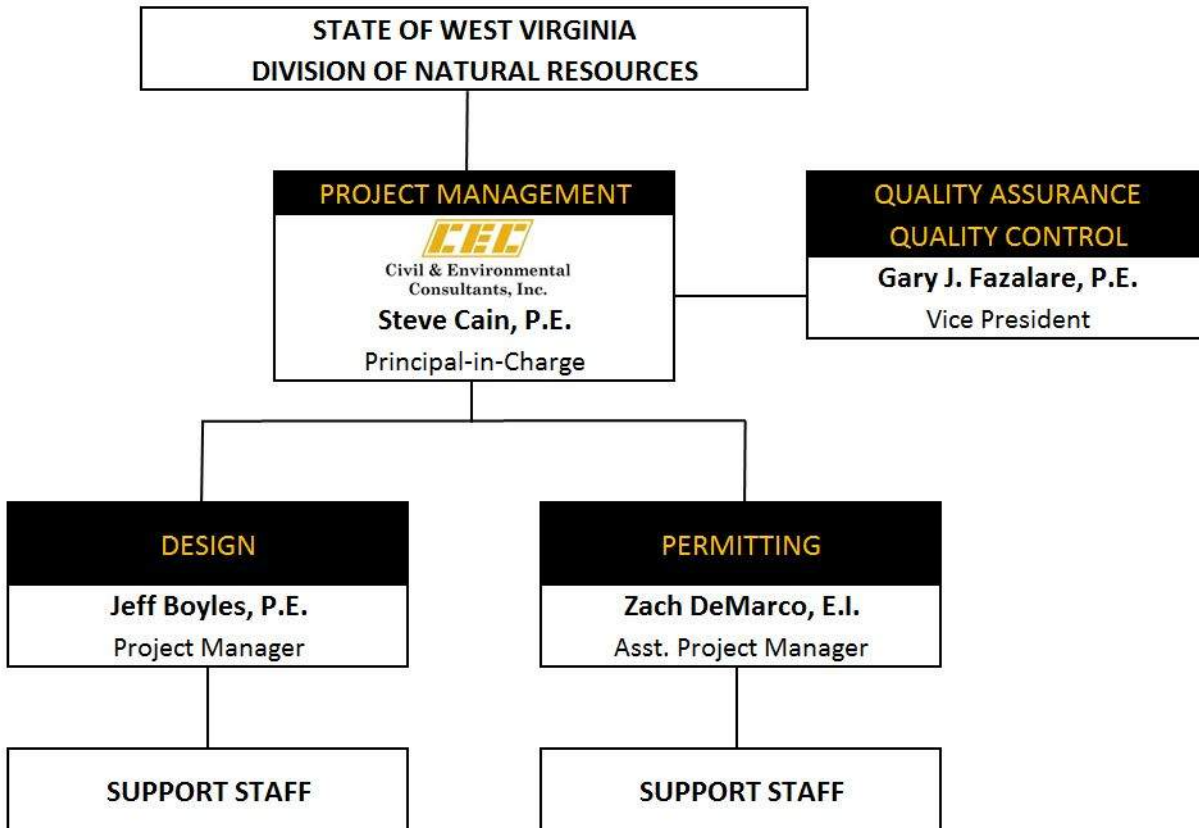 STATE OF WEST VIRGINIA
DIVISION OF NATURAL RESOURCES
PROJECT MANAGEMENT
CEC
Civil & Environmental
Consultants, Inc.
Steve Cain, P.E.
Principal-in-Charge
QUALITY ASSURANCE
QUALITY CONTROL
Gary J. Fazalare, P.E.
Vice President
DESIGN
Jeff Boyles, P.E.
Project Manager
PERMITTING
Zach DeMarco, E.I.
Asst. Project Manager
SUPPORT STAFF
SUPPORT STAFF